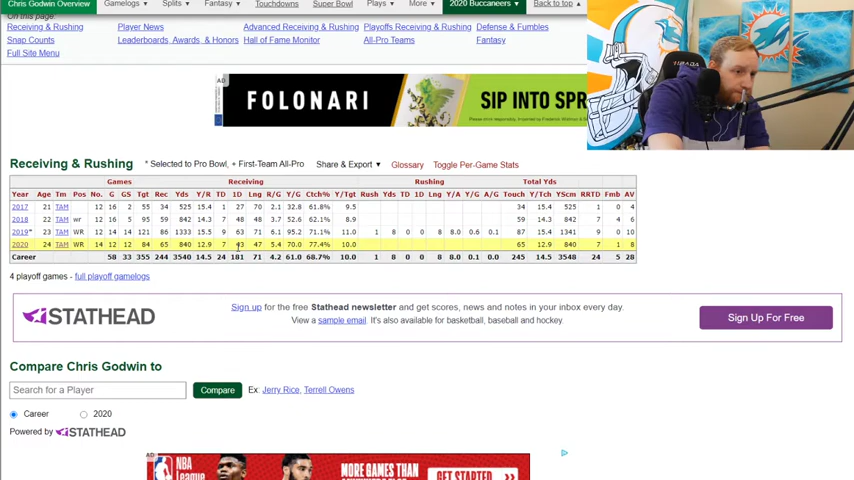 Chris Godwin Overview Gamelogs ▼ Splits ▼ Fantasy ▼ Touchdowns Super Bowl Plays ▼ More ▼ 2020 Buccaneers ▼ Back to top ▲
On this page:
Receiving & Rushing Player News Advanced Receiving & Rushing Playoffs Receiving & Rushing Defense & Fumbles
Snap Counts Leaderboards, Awards, & Honors Hall of Fame Monitor All-Pro Teams Fantasy
Full Site Menu
AD
FOLONARI SIP INTO SPR
Receiving & Rushing * Selected to Pro Bowl, + First-Team All-Pro Share & Export ▼ Glossary Toggle Per-Game Stats
Games Receiving Rushing Total Yds
Year Age Tm Pos No. G GS Tgt Rec Yds Y/R TD 1D Lng R/G Y/G Ctch% Y/Tgt Rush Yds TD 1D Lng Y/A Y/G A/G Touch Y/Tch YScm RRTD Fmb AV
2017 21 TAM 12 16 2 55 34 525 15.4 1 27 70 2.1 32.8 61.8% 9.5 34 15.4 525 1 0 4
2018 22 TAM wr 12 16 5 95 59 842 14.3 7 48 48 3.7 52.6 62.1% 8.9 59 14.3 842 7 4 6
2019* 23 TAM WR 12 14 14 121 86 1333 15.5 9 63 71 6.1 95.2 71.1% 11.0 1 8 0 0 8 8.0 0.6 0.1 87 15.4 1341 9 0 10
2020 24 TAM WR 14 12 12 84 65 840 12.9 7 43 47 5.4 70.0 77.4% 10.0 65 12.9 840 7 1 8
Career 58 33 355 244 3540 14.5 24 181 71 4.2 61.0 68.7% 10.0 1 8 0 0 8 8.0 0.1 0.0 245 14.5 3548 24 5 28
4 playoff games - full playoff gamelogs
STATHEAD
Sign up for the free Stathead newsletter and get scores, news and notes in your inbox every day.
View a sample email. It's also available for basketball, baseball and hockey.
Sign Up For Free
Compare Chris Godwin to
Search for a Player Compare Ex: Jerry Rice, Terrell Owens
Career 2020
Powered by STATHEAD
AD
NBA League MORE GAMES THAN GET STARTED